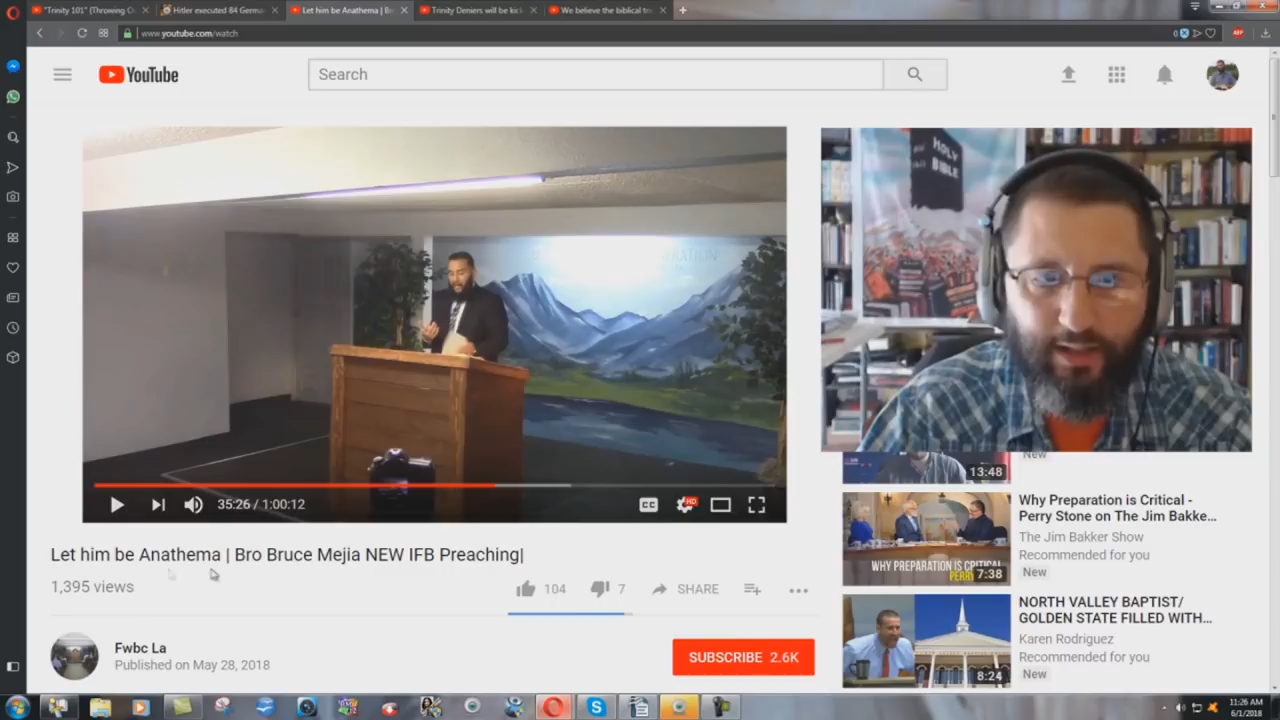 "Trinity 101" (Throwing O
Hitler executed 84 Germa
Let him be Anathema | Br
Trinity Deniers will be kic
We believe the biblical tr
www.youtube.com/watch
ABP
YouTube
Search
HOLY
BIBLE
35:26 / 1:00:12
CC
HD
13:48
New
Why Preparation is Critical -
Perry Stone on The Jim Bakke...
The Jim Bakker Show
Recommended for you
New
WHY PREPARATION IS CRITICAL
7:38
Let him be Anathema | Bro Bruce Mejia NEW IFB Preaching|
1,395 views
104
7
SHARE
NORTH VALLEY BAPTIST/
GOLDEN STATE FILLED WITH...
Karen Rodriguez
Recommended for you
New
8:24
Fwbc La
Published on May 28, 2018
SUBSCRIBE 2.6K
11:26 AM
6/1/2018